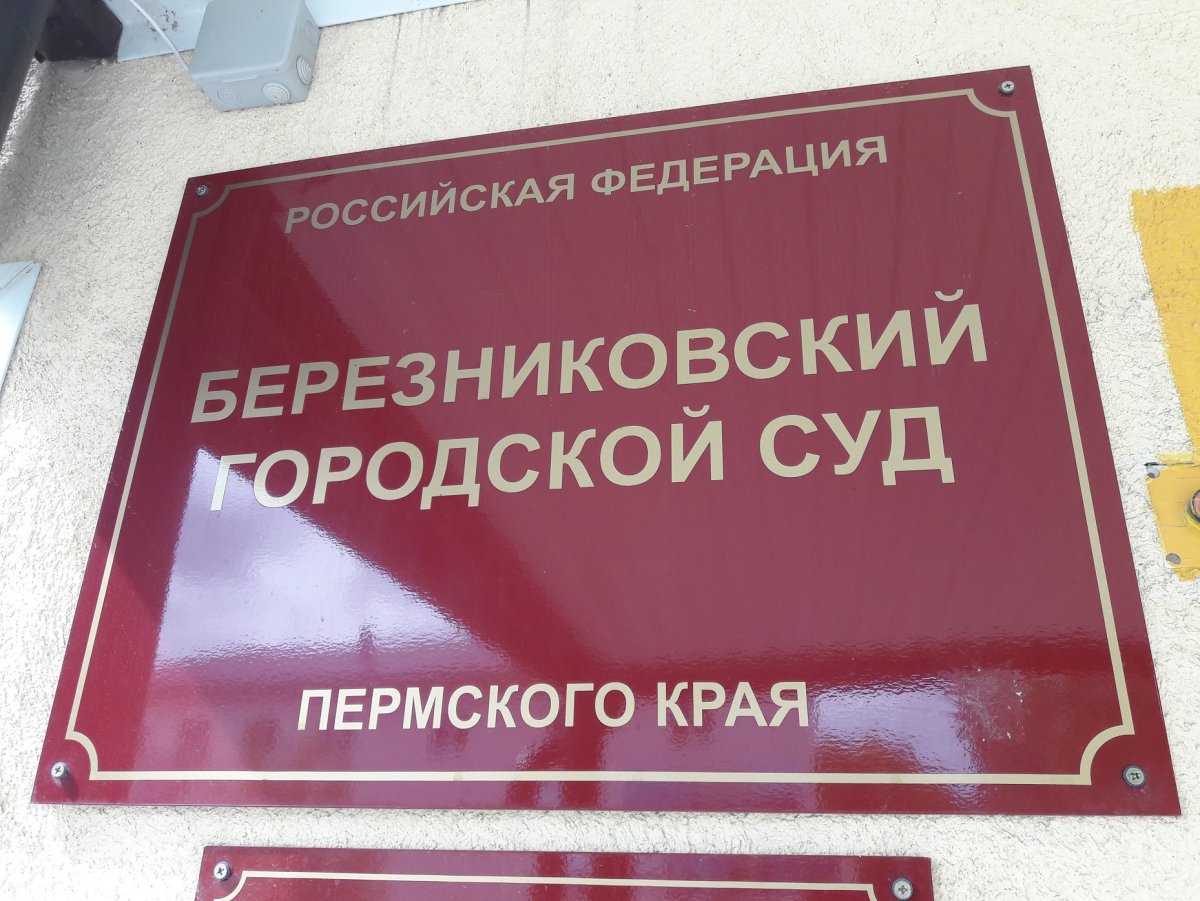 РОССИЙСКАЯ ФЕДЕРАЦИЯ
БЕРЕЗНИКОВСКИЙ
ГОРОДСКОЙ СУД
ПЕРМСКОГО КРАЯ